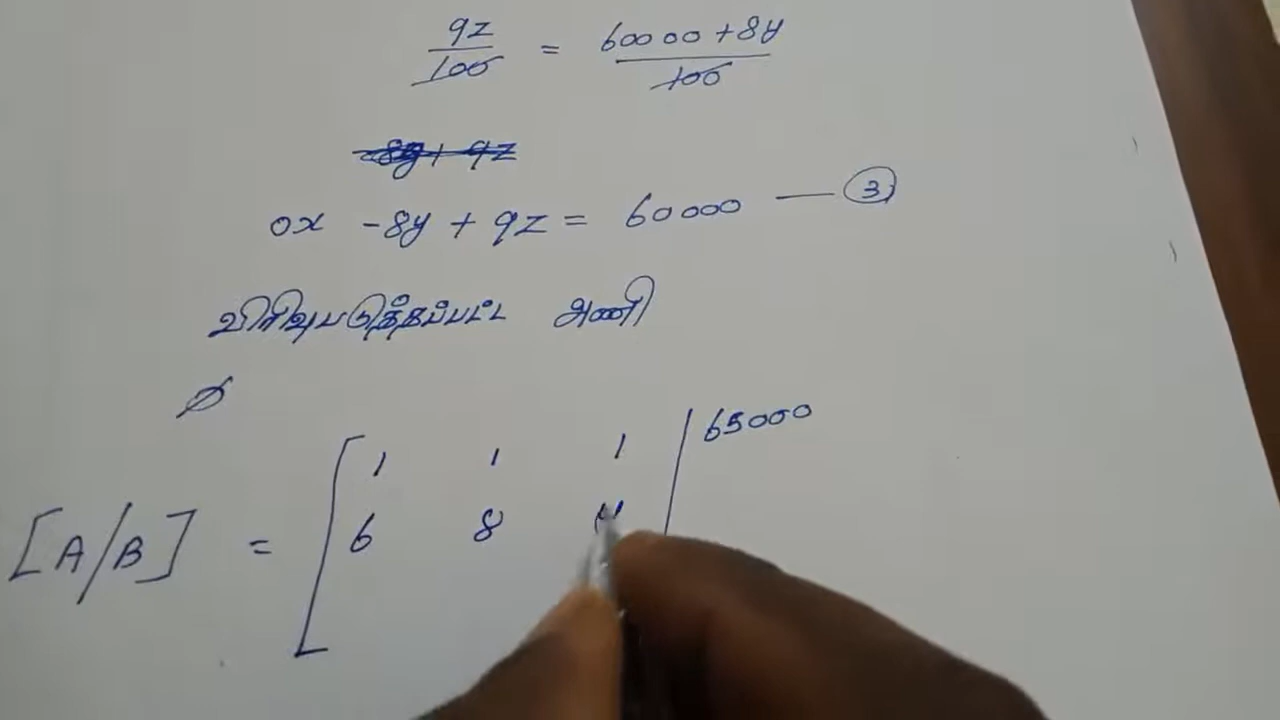 9z/100 = 60000 + 8y/100
0x -8y + 9z = 60000 — ③
விரிவுபடுத்தப்பட்ட அணி
[A/B] = [ 1 1 1 | 65000
6 8